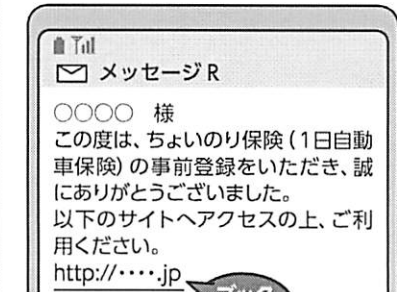 メッセージR
○○○○ 様
この度は、ちょいのり保険(1日自動
車保険)の事前登録をいただき、誠
にありがとうございました。
以下のサイトへアクセスの上、ご利
用ください。
http://‥‥.jp